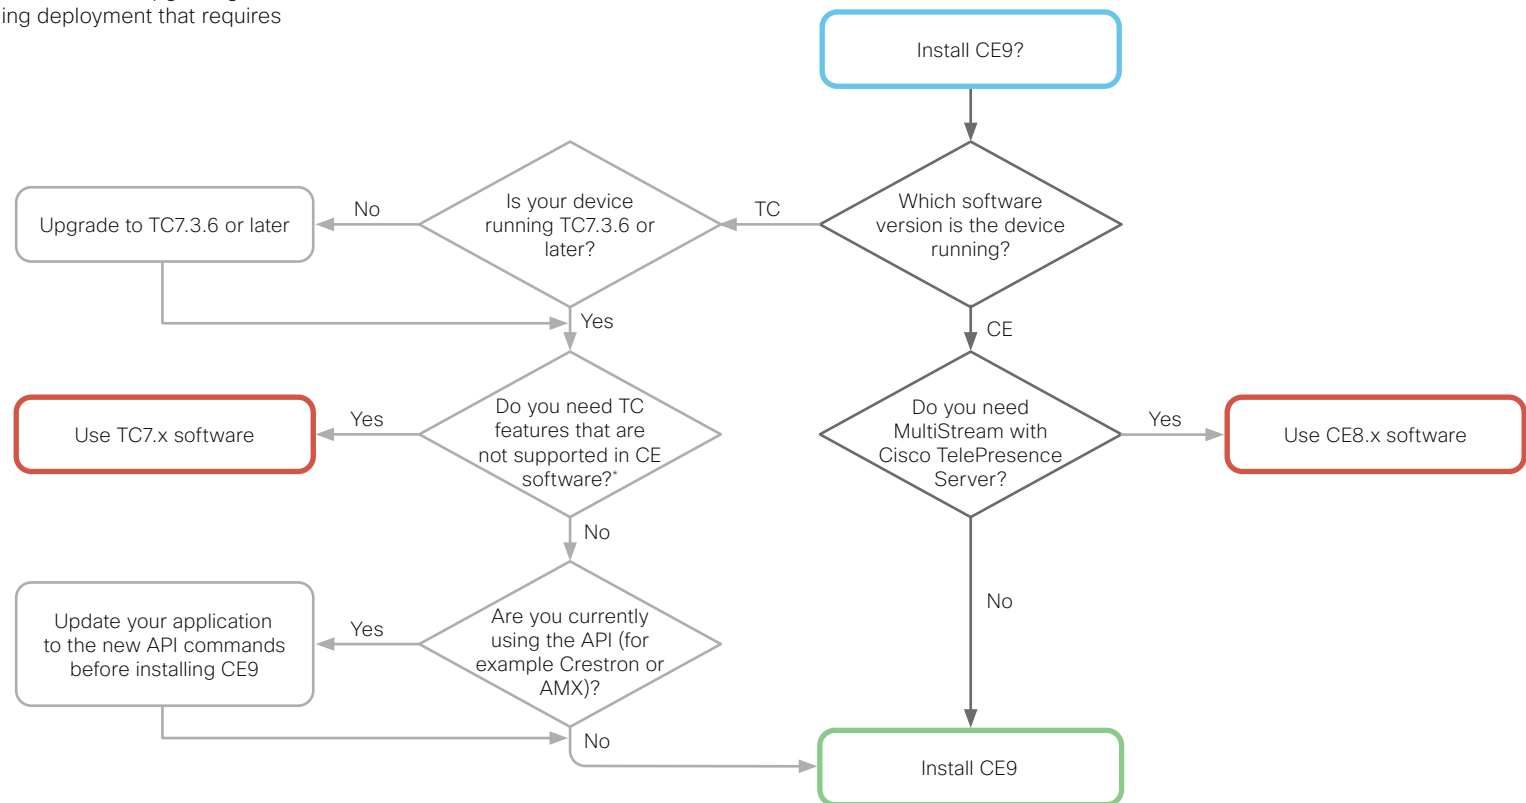 ing deployment that requires
Install CE9?
Which software
version is the device
running?
TC
Is your device
running TC7.3.6 or
later?
No
Upgrade to TC7.3.6 or later
Yes
CE
Do you need TC
features that are
not supported in CE
software?*
Yes
Use TC7.x software
No
Do you need
MultiStream with
Cisco TelePresence
Server?
Yes
Use CE8.x software
No
Are you currently
using the API (for
example Crestron or
AMX)?
Yes
Update your application
to the new API commands
before installing CE9
No
Install CE9